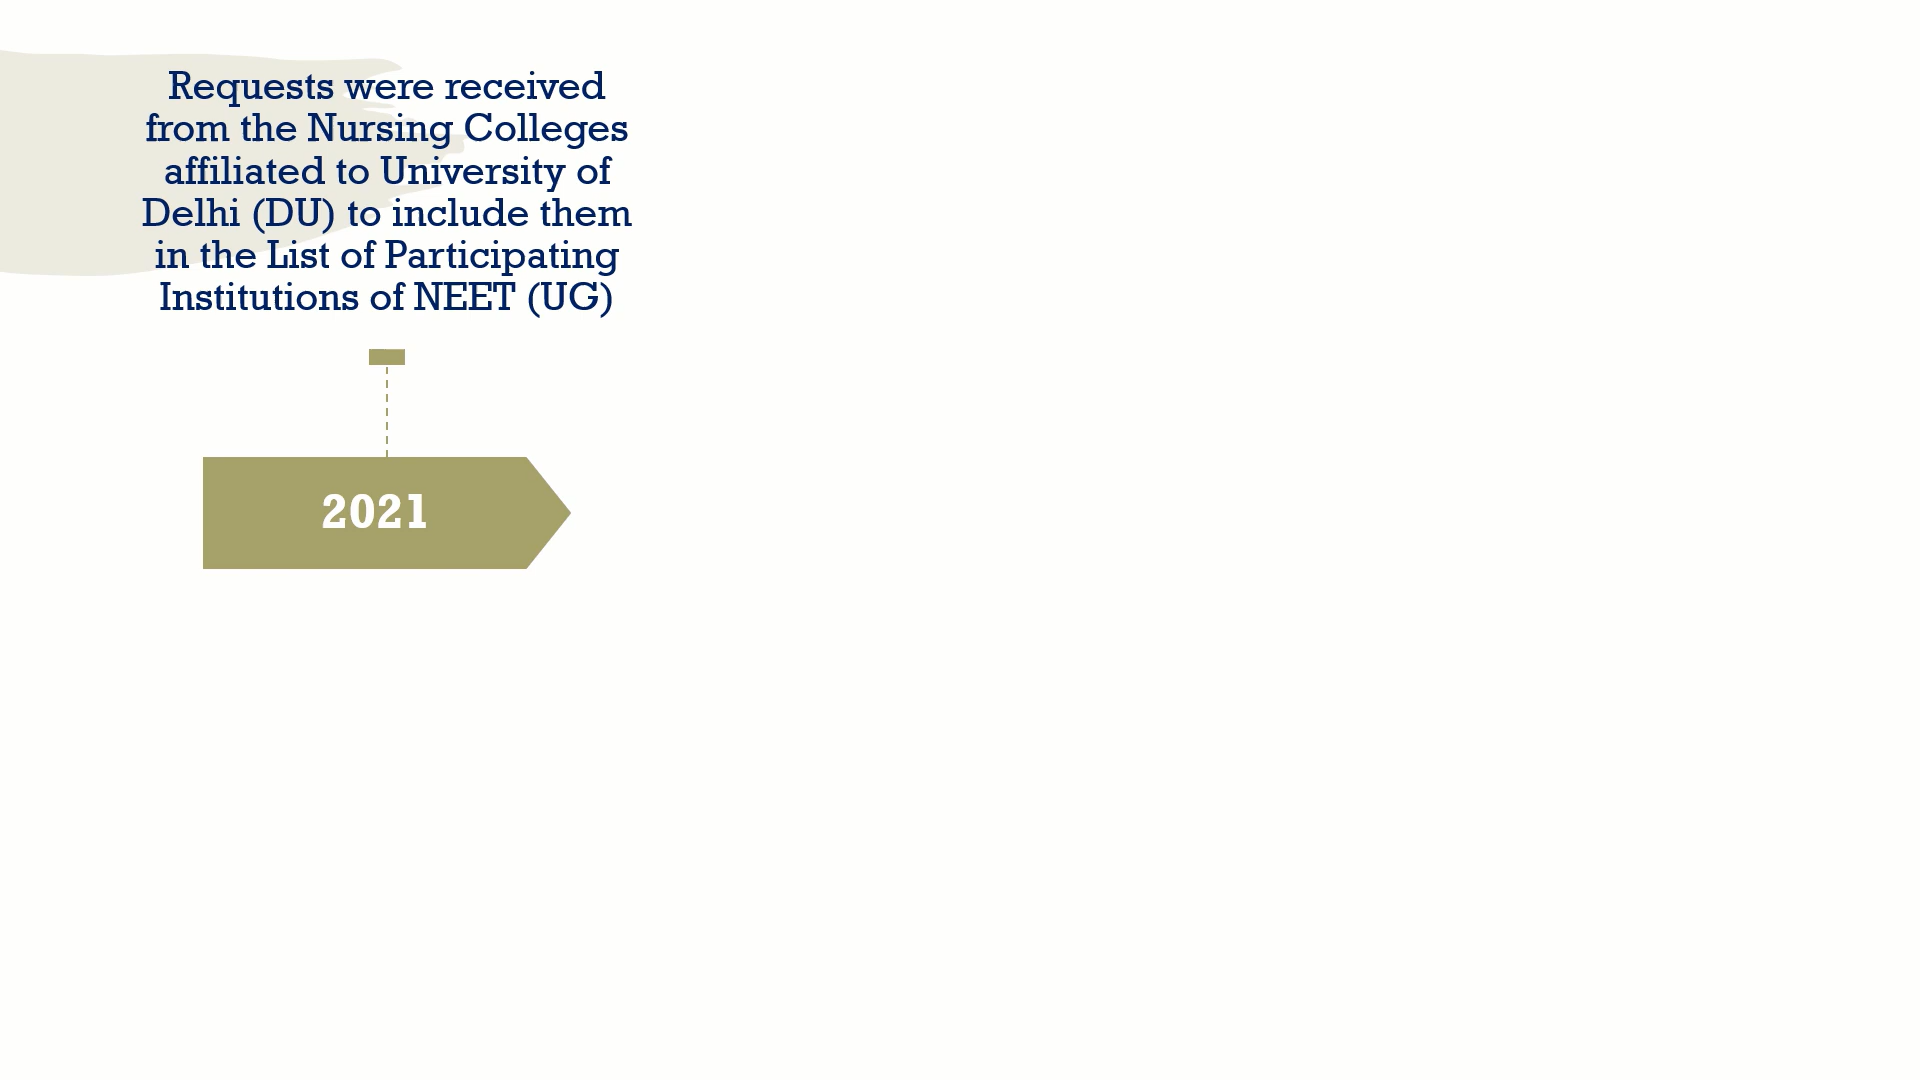 Requests were received
from the Nursing Colleges
affiliated to University of
Delhi (DU) to include them
in the List of Participating
Institutions of NEET (UG)
2021